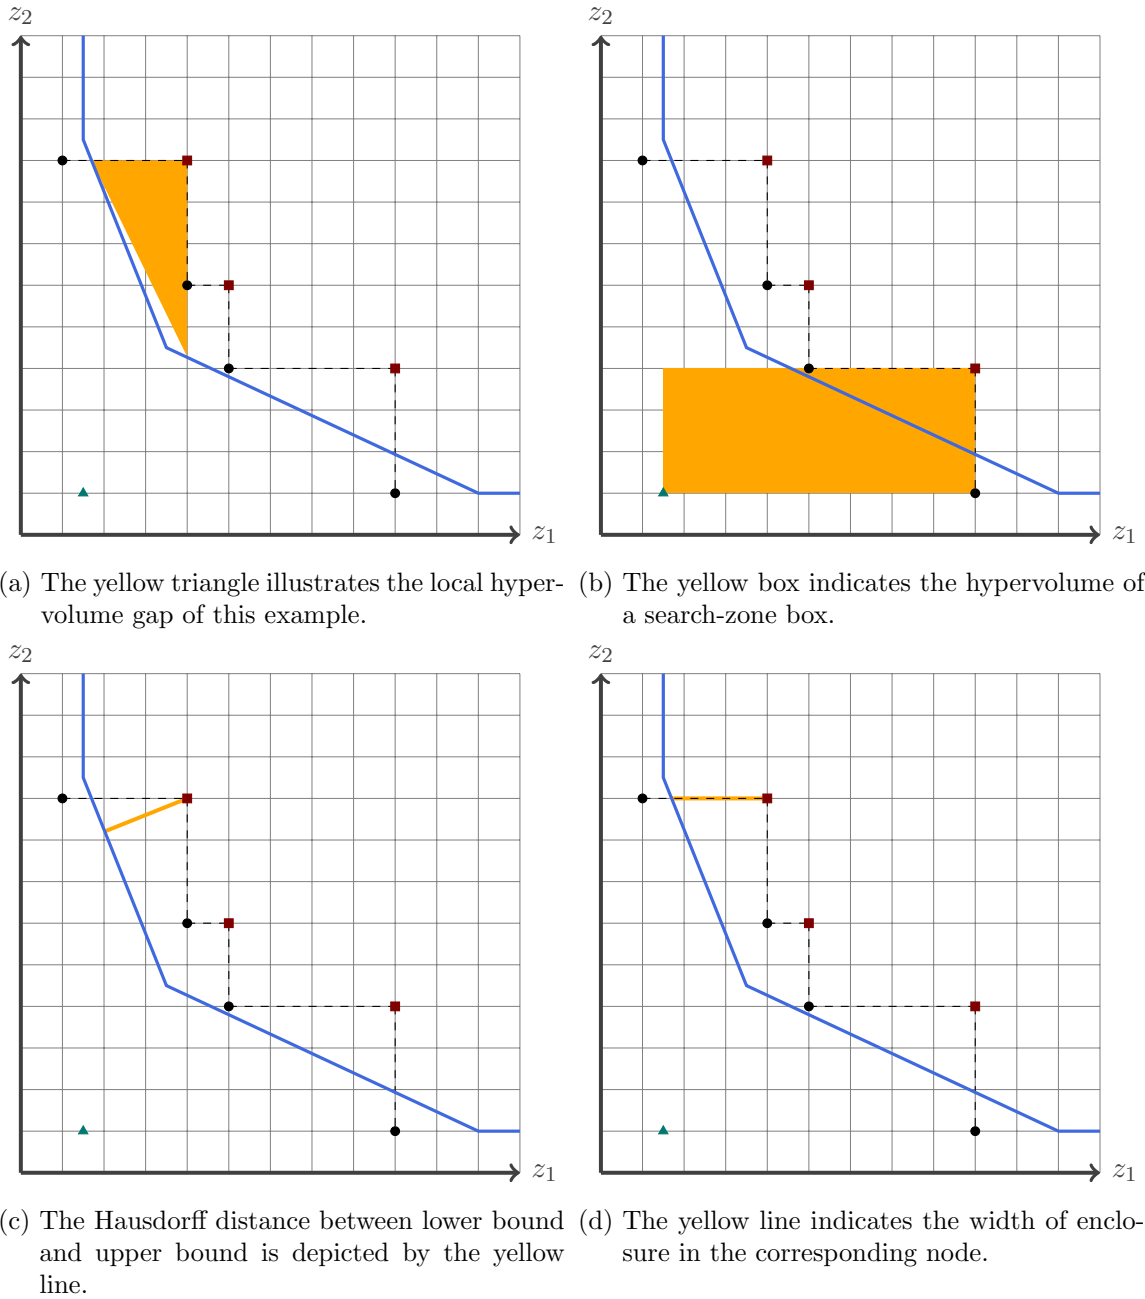 z2
z2
z1
z1
(a) The yellow triangle illustrates the local hyper-
volume gap of this example.
(b) The yellow box indicates the hypervolume of
a search-zone box.
z2
z2
z1
z1
(c) The Hausdorff distance between lower bound
and upper bound is depicted by the yellow
line.
(d) The yellow line indicates the width of enclo-
sure in the corresponding node.